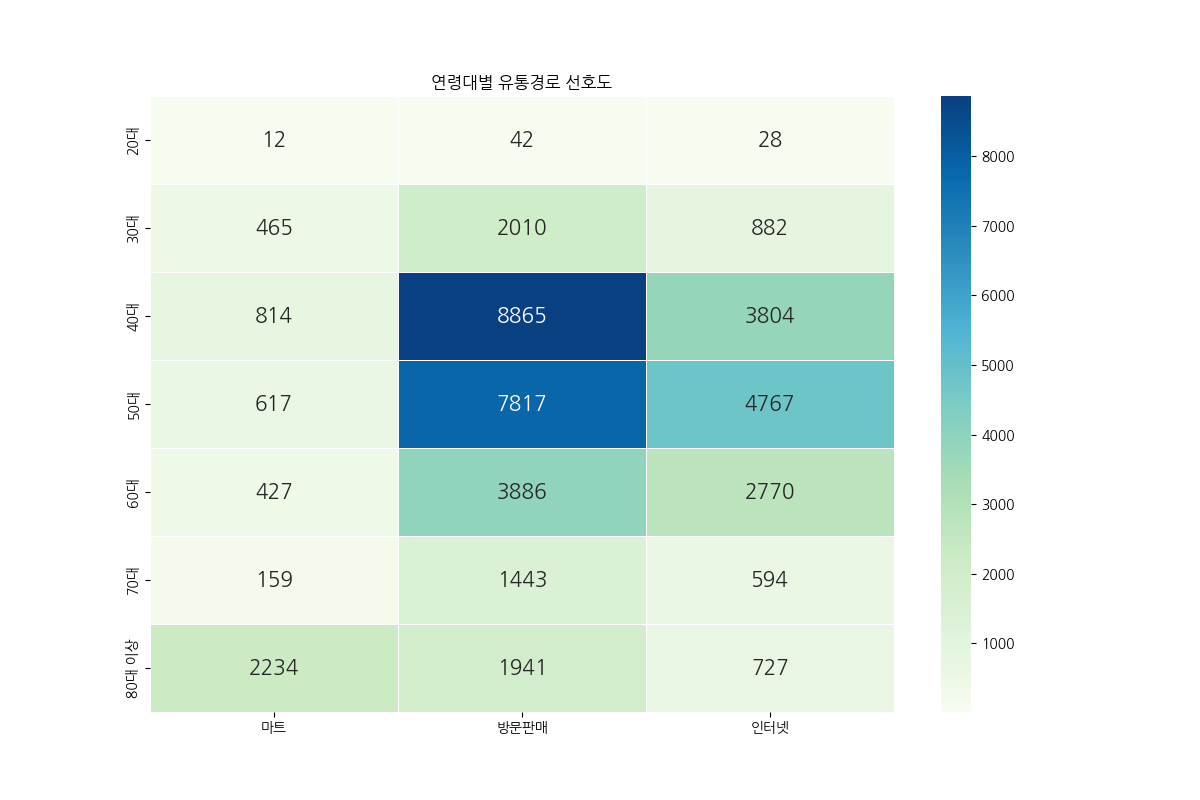 연령대별 유통경로 선호도
20대 12 42 28
30대 465 2010 882
40대 814 8865 3804
50대 617 7817 4767
60대 427 3886 2770
70대 159 1443 594
80대 이상 2234 1941 727
마트 방문판매 인터넷
8000
7000
6000
5000
4000
3000
2000
1000